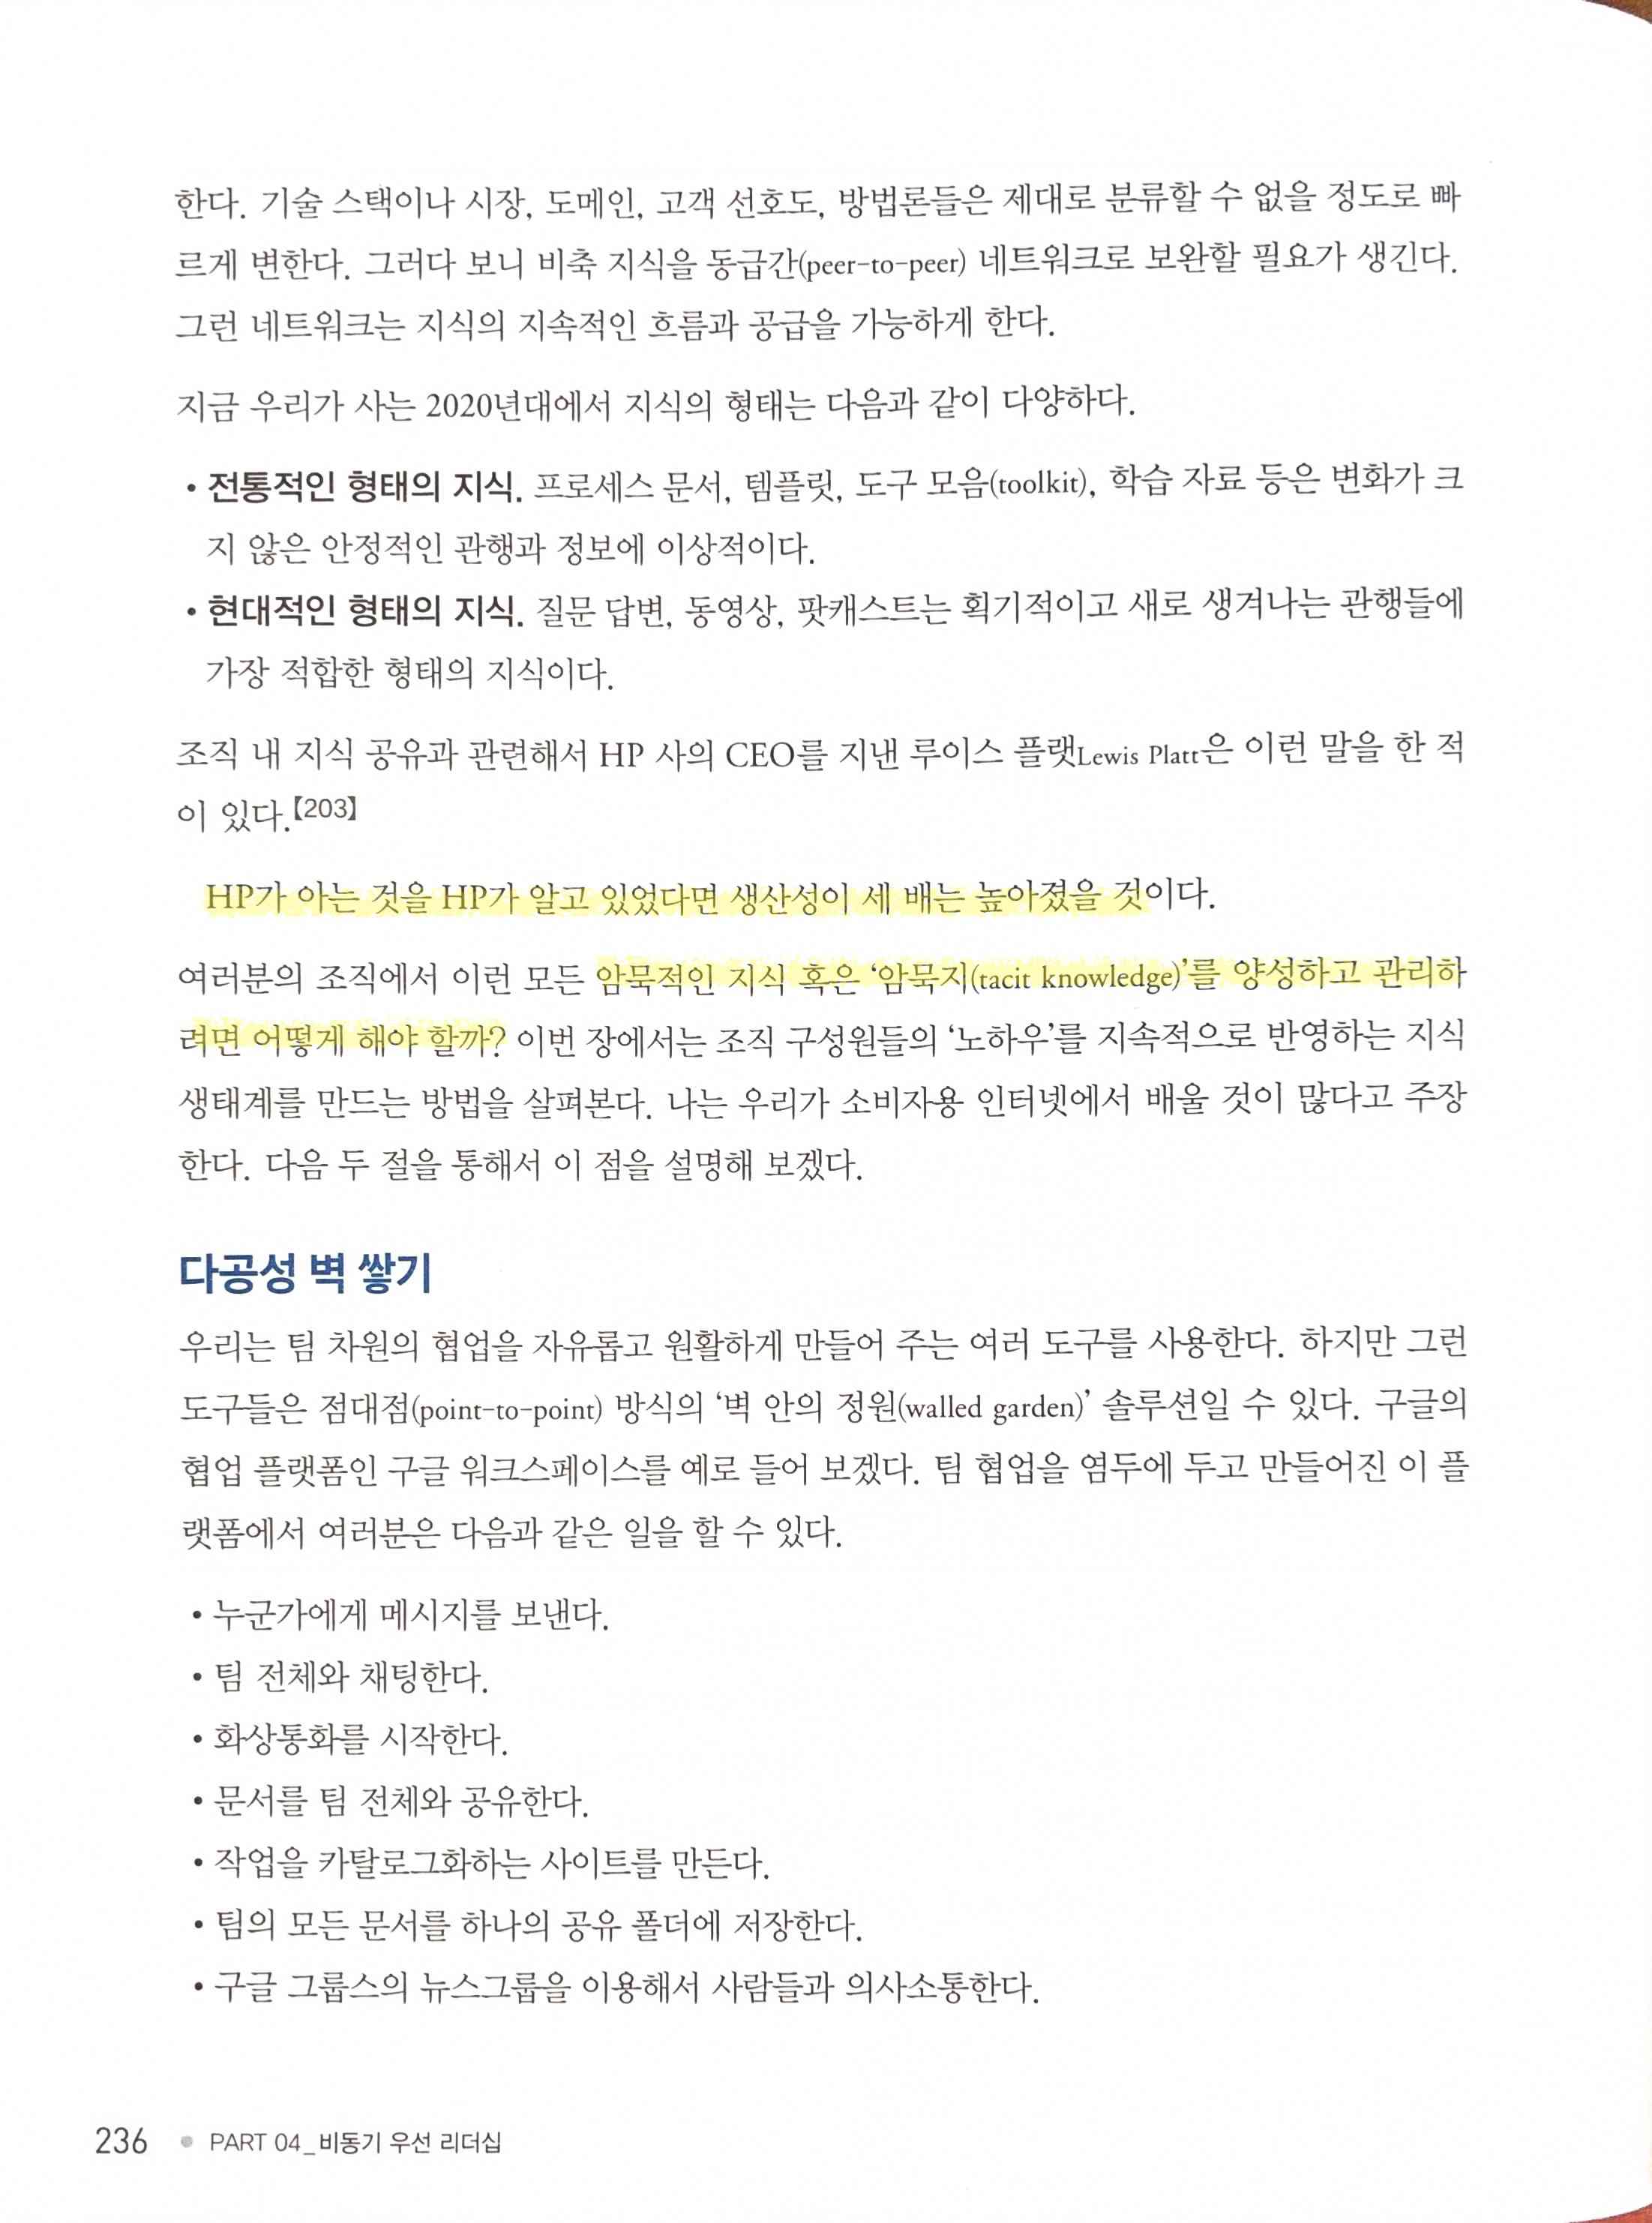 한다. 기술 스택이나 시장, 도메인, 고객 선호도, 방법론들은 제대로 분류할 수 없을 정도로 빠
르게 변한다. 그러다 보니 비축 지식을 동급간(peer-to-peer) 네트워크로 보완할 필요가 생긴다.
그런 네트워크는 지식의 지속적인 흐름과 공급을 가능하게 한다.
지금 우리가 사는 2020년대에서 지식의 형태는 다음과 같이 다양하다.
• 전통적인 형태의 지식. 프로세스 문서, 템플릿, 도구 모음(toolkit), 학습 자료 등은 변화가 크
지 않은 안정적인 관행과 정보에 이상적이다.
• 현대적인 형태의 지식. 질문 답변, 동영상, 팟캐스트는 획기적이고 새로 생겨나는 관행들에
가장 적합한 형태의 지식이다.
조직 내 지식 공유과 관련해서 HP 사의 CEO를 지낸 루이스 플랫Lewis Platt은 이런 말을 한 적
이 있다.【203】
HP가 아는 것을 HP가 알고 있었다면 생산성이 세 배는 높아졌을 것이다.
여러분의 조직에서 이런 모든 암묵적인 지식 혹은 ‘암묵지(tacit knowledge)’를 양성하고 관리하
려면 어떻게 해야 할까? 이번 장에서는 조직 구성원들의 ‘노하우’를 지속적으로 반영하는 지식
생태계를 만드는 방법을 살펴본다. 나는 우리가 소비자용 인터넷에서 배울 것이 많다고 주장
한다. 다음 두 절을 통해서 이 점을 설명해 보겠다.
다공성 벽 쌓기
우리는 팀 차원의 협업을 자유롭고 원활하게 만들어 주는 여러 도구를 사용한다. 하지만 그런
도구들은 점대점(point-to-point) 방식의 ‘벽 안의 정원(walled garden)’ 솔루션일 수 있다. 구글의
협업 플랫폼인 구글 워크스페이스를 예로 들어 보겠다. 팀 협업을 염두에 두고 만들어진 이 플
랫폼에서 여러분은 다음과 같은 일을 할 수 있다.
• 누군가에게 메시지를 보낸다.
• 팀 전체와 채팅한다.
• 화상통화를 시작한다.
• 문서를 팀 전체와 공유한다.
• 작업을 카탈로그화하는 사이트를 만든다.
• 팀의 모든 문서를 하나의 공유 폴더에 저장한다.
• 구글 그룹스의 뉴스그룹을 이용해서 사람들과 의사소통한다.
236 • PART 04_비동기 우선 리더십